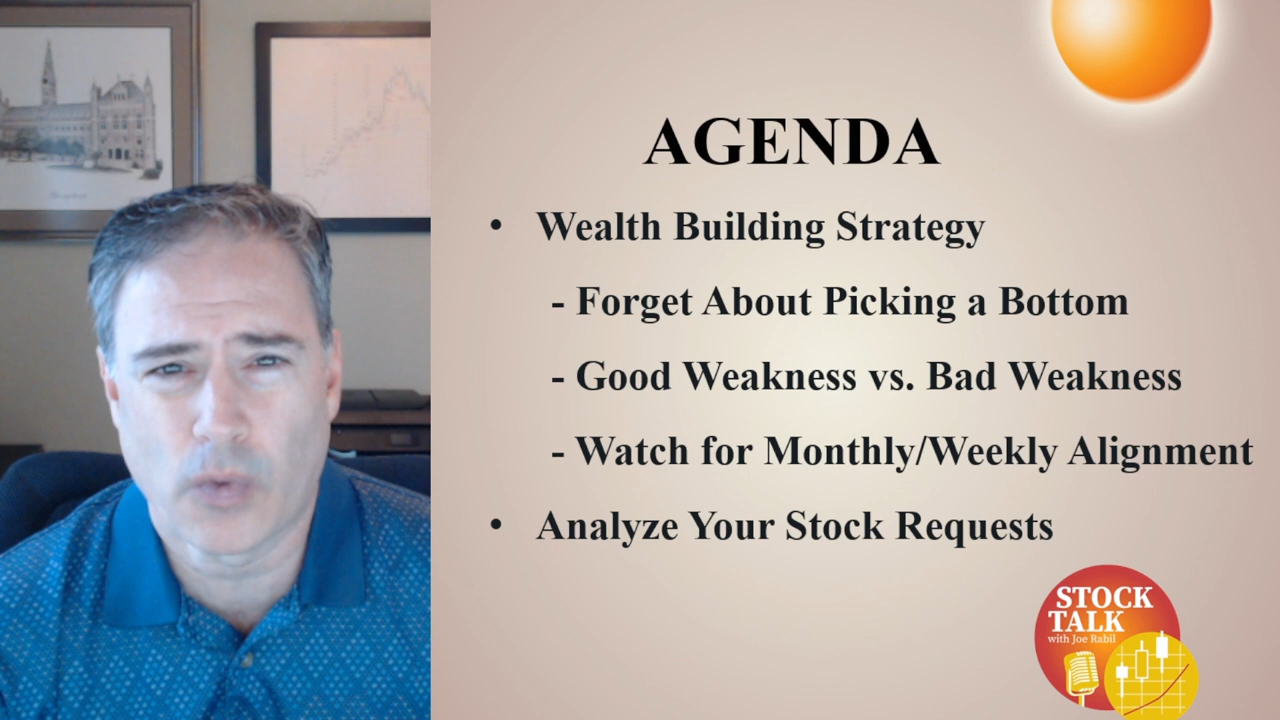 AGENDA
• Wealth Building Strategy
- Forget About Picking a Bottom
- Good Weakness vs. Bad Weakness
- Watch for Monthly/Weekly Alignment
• Analyze Your Stock Requests
STOCK
TALK
with Joe Rabil